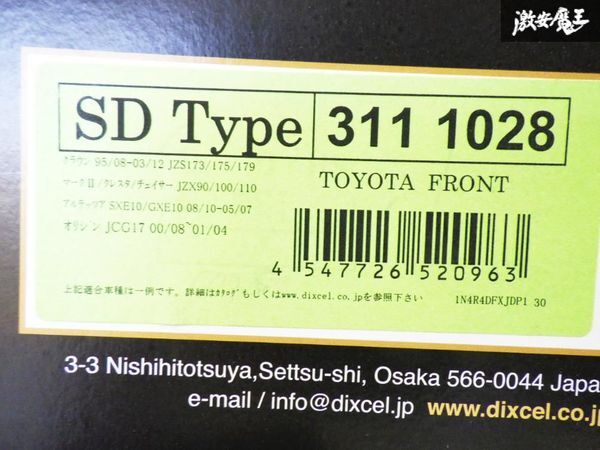 激安魔王
SD Type 311 1028
クラウン 95/08-03/12 JZS173/175/179
マークⅡ/クレスタ/チェイサー JZX90/100/110
アルテッツア SXE10/GXE10 08/10-05/07
オリジン JCG17 00/08~01/04
TOYOTA FRONT
4 547726 520963
上記適合車種は一例です。詳細はカタログもしくはwww.dixcel.co.jpを参照下さい
1N4R4DFXJDP1 30
3-3 Nishihitotsuya,Settsu-shi, Osaka 566-0044 Japa
e-mail / info@dixcel.jp www.dixcel.co.jp